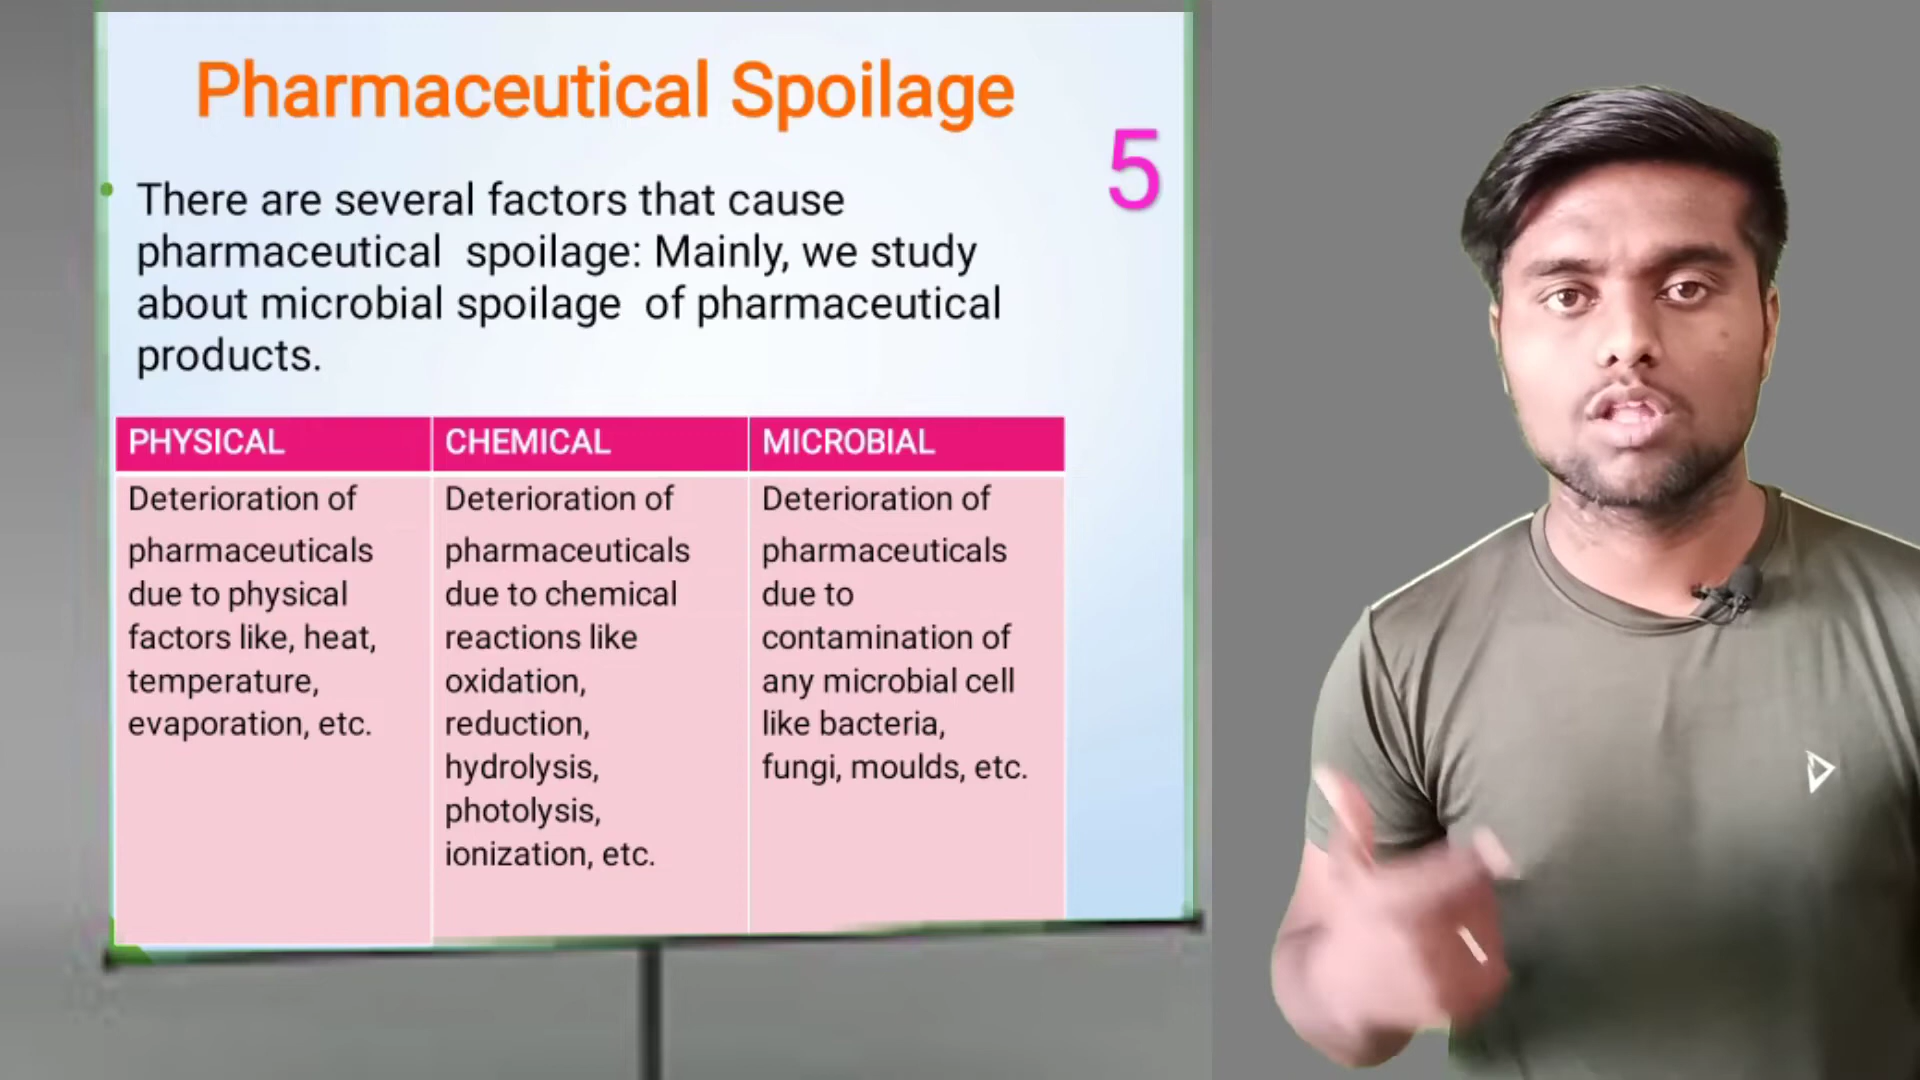 Pharmaceutical Spoilage
5
• There are several factors that cause
pharmaceutical spoilage: Mainly, we study
about microbial spoilage of pharmaceutical
products.
PHYSICAL
Deterioration of
pharmaceuticals
due to physical
factors like, heat,
temperature,
evaporation, etc.
CHEMICAL
Deterioration of
pharmaceuticals
due to chemical
reactions like
oxidation,
reduction,
hydrolysis,
photolysis,
ionization, etc.
MICROBIAL
Deterioration of
pharmaceuticals
due to
contamination of
any microbial cell
like bacteria,
fungi, moulds, etc.